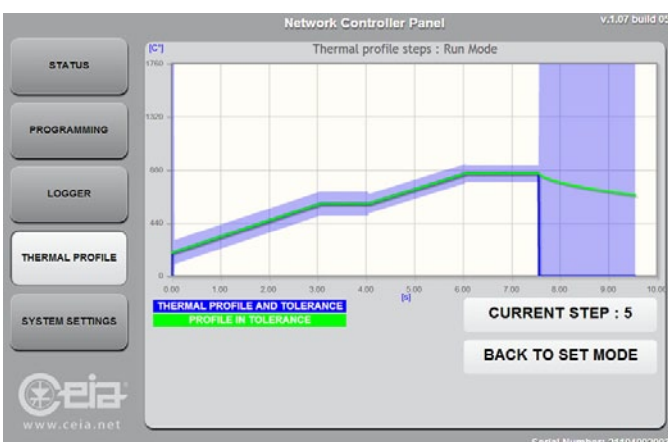 Network Controller Panel
v.1.07 build 05
STATUS
PROGRAMMING
LOGGER
THERMAL PROFILE
SYSTEM SETTINGS
Ceia
www.ceia.net
Thermal profile steps : Run Mode
[C°]
1760
1320
880
440
0
0.00 1.00 2.00 3.00 4.00 5.00 6.00 7.00 8.00 9.00 10.00
[s]
THERMAL PROFILE AND TOLERANCE
PROFILE IN TOLERANCE
CURRENT STEP : 5
BACK TO SET MODE